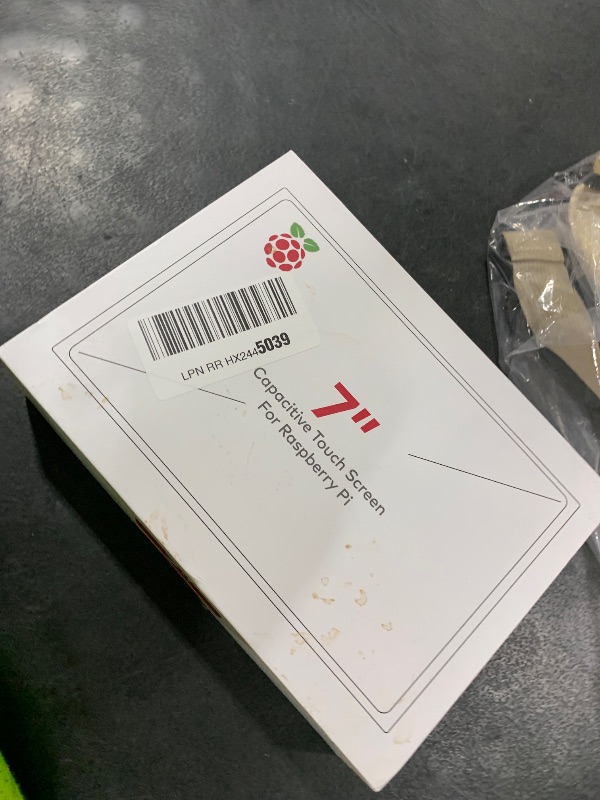 LPN RR HX2445039
7"
Capacitive Touch Screen
For Raspberry Pi